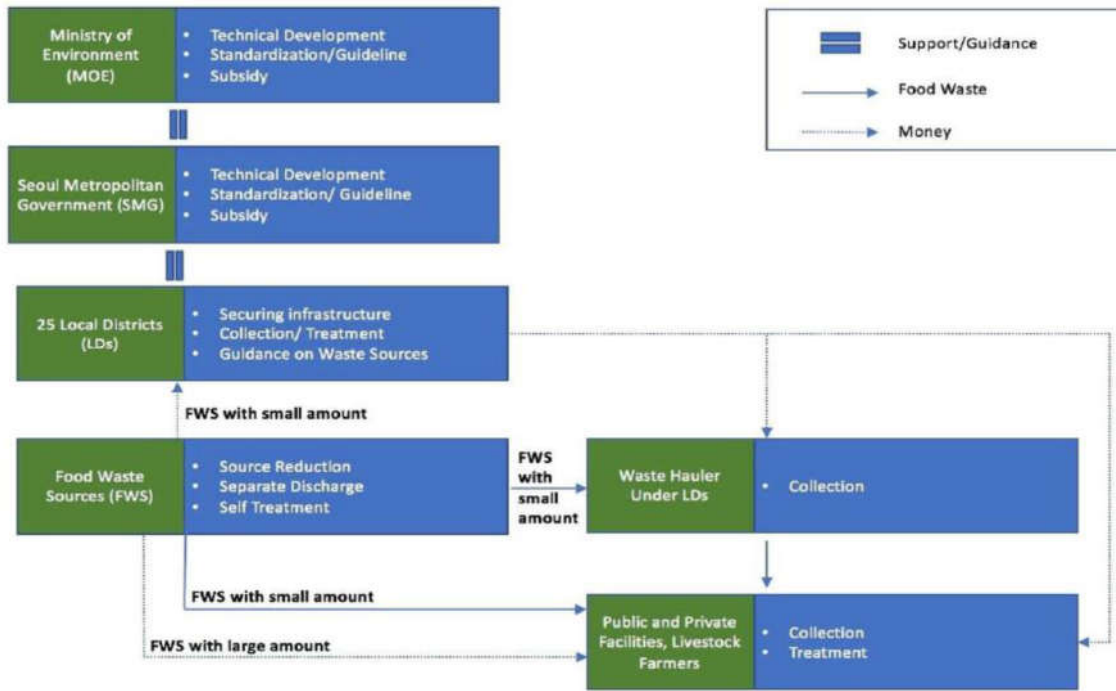 Ministry of
Environment
(MOE)
• Technical Development
• Standardization/Guideline
• Subsidy
Support/Guidance
Food Waste
Money
Seoul Metropolitan
Government (SMG)
• Technical Development
• Standardization/ Guideline
• Subsidy
25 Local Districts
(LDs)
• Securing infrastructure
• Collection/ Treatment
• Guidance on Waste Sources
FWS with small amount
Food Waste
Sources (FWS)
• Source Reduction
• Separate Discharge
• Self Treatment
FWS
with
small
amount
Waste Hauler
Under LDs
• Collection
FWS with small amount
FWS with large amount
Public and Private
Facilities, Livestock
Farmers
• Collection
• Treatment